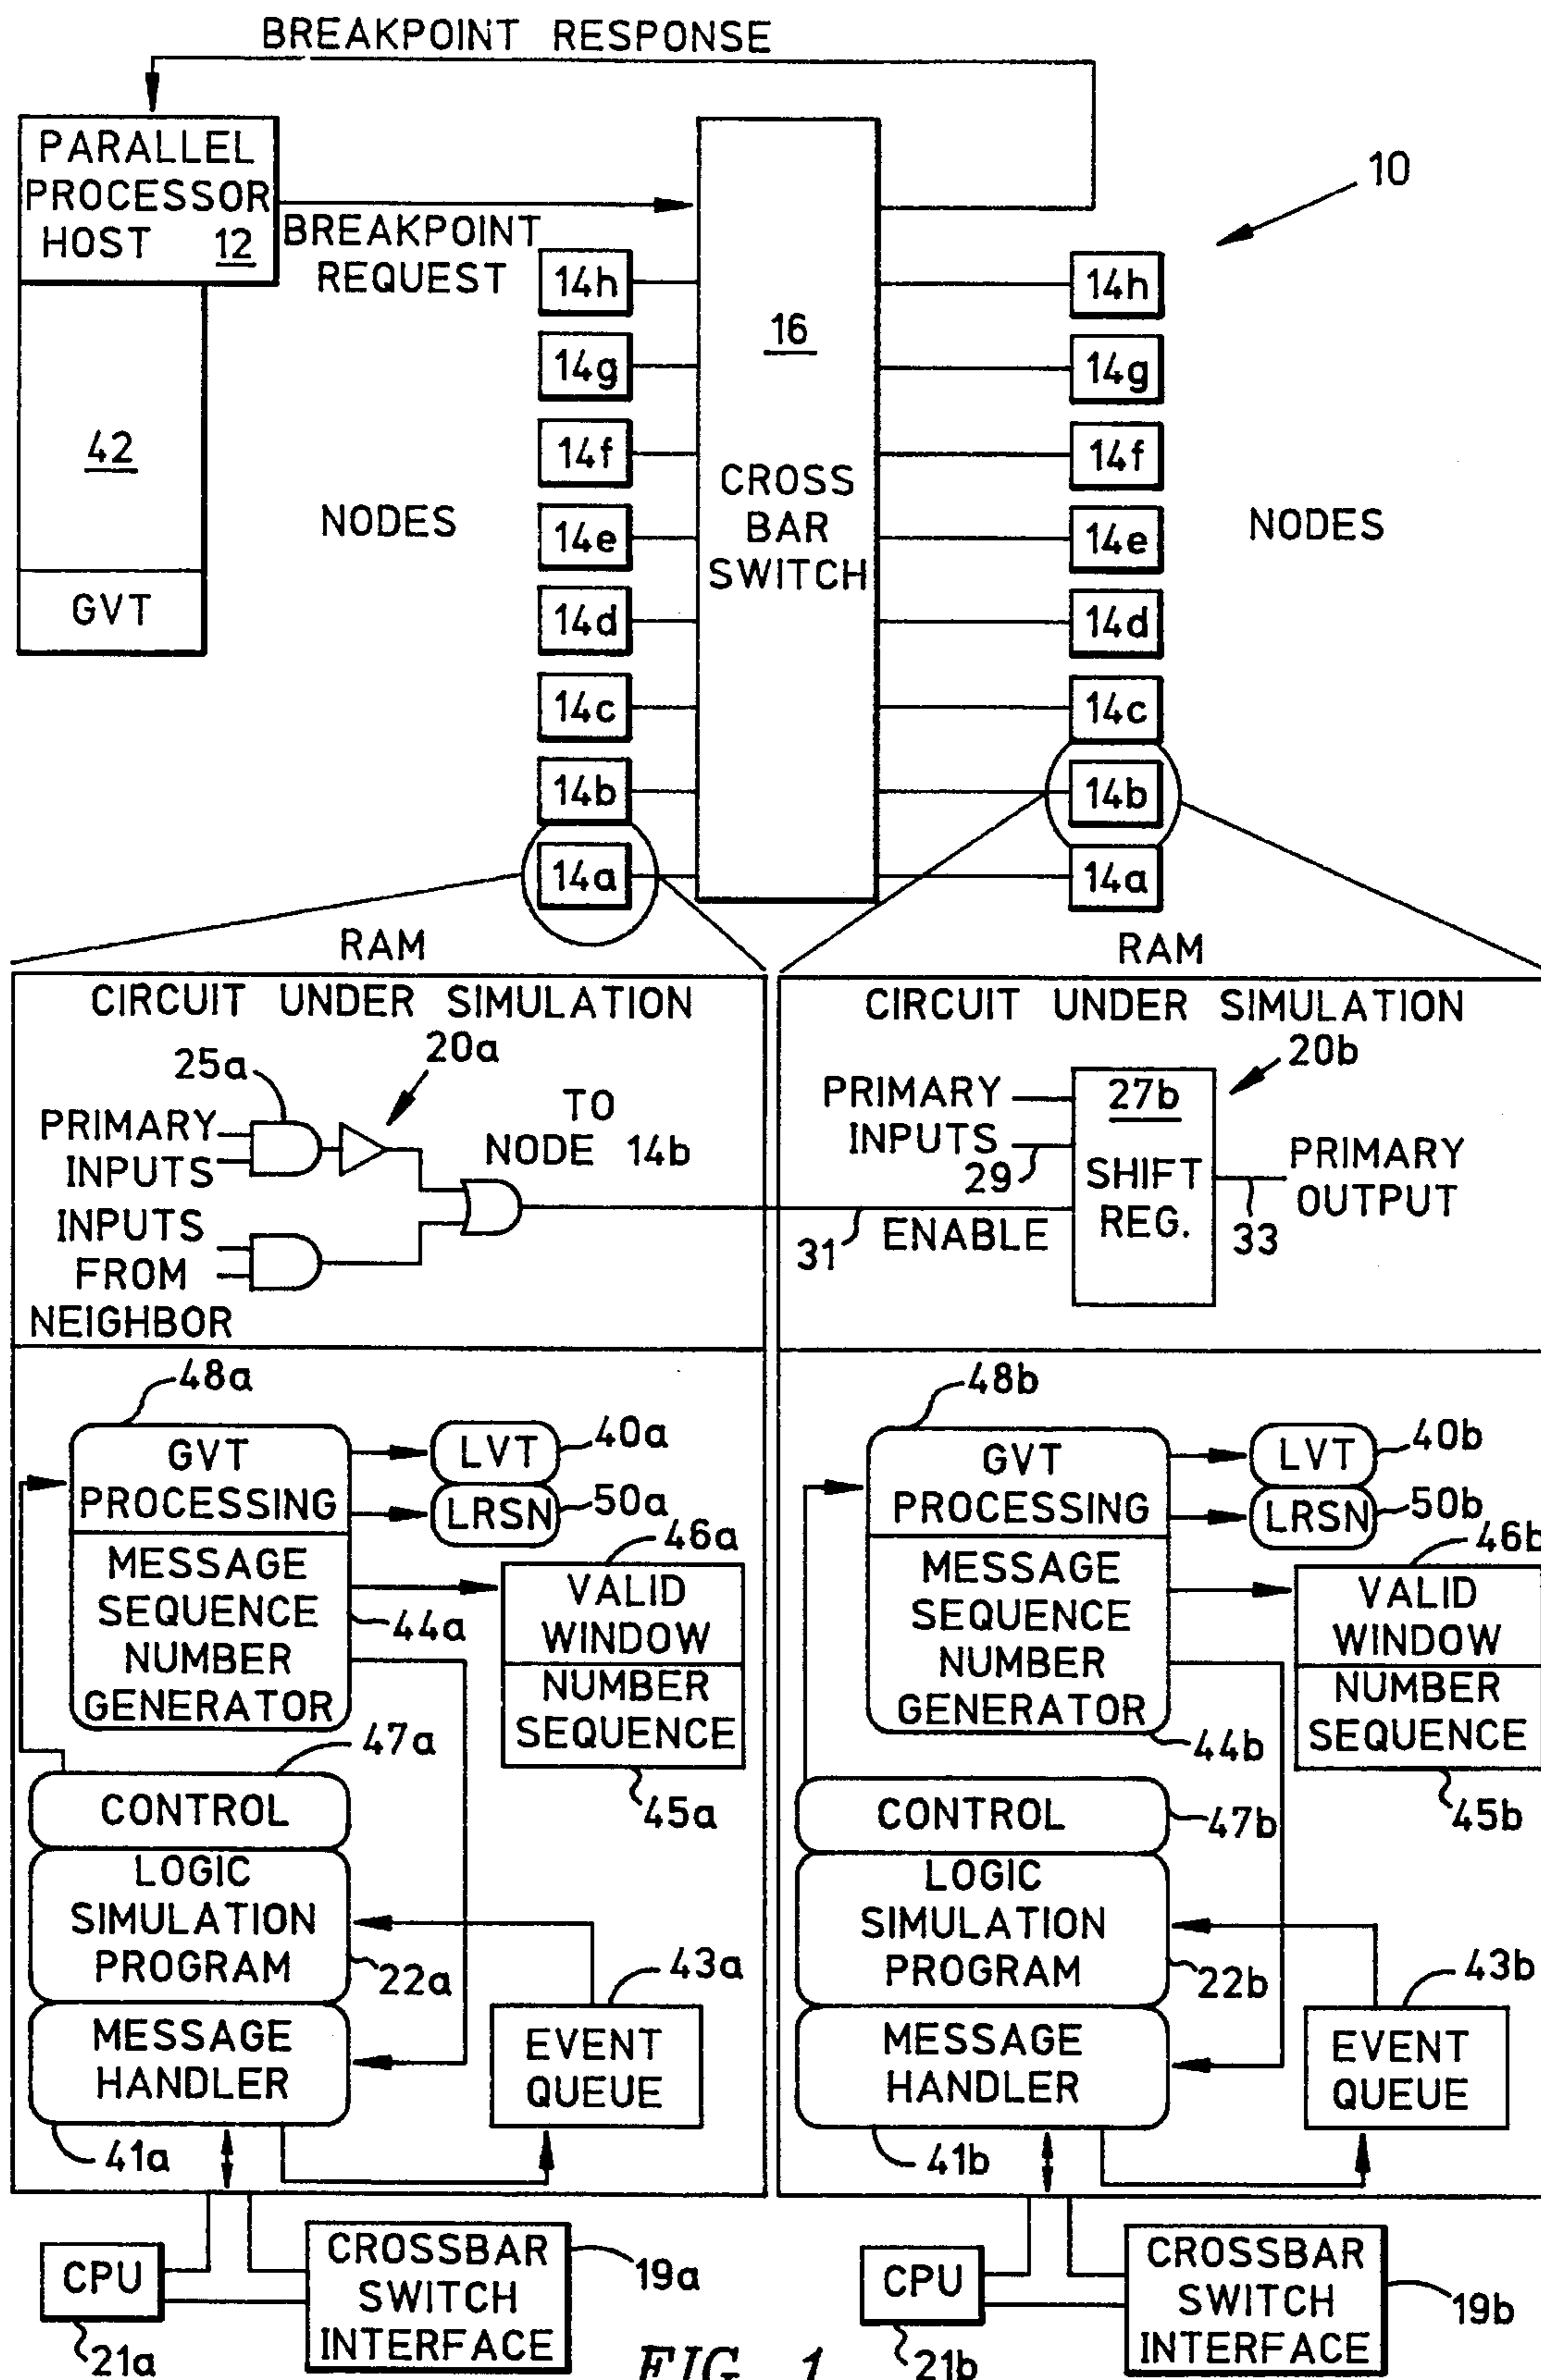 BREAKPOINT RESPONSE
PARALLEL
PROCESSOR
HOST 12
BREAKPOINT
REQUEST
10
16
CROSS
BAR
SWITCH
42
GVT
NODES
14h
14g
14f
14e
14d
14c
14b
14a
14h
14g
14f
14e
14d
14c
14b
14a
NODES
RAM
CIRCUIT UNDER SIMULATION
25a
20a
PRIMARY
INPUTS
TO
NODE 14b
INPUTS
FROM
NEIGHBOR
RAM
CIRCUIT UNDER SIMULATION
20b
PRIMARY
INPUTS
29
27b
SHIFT
REG.
PRIMARY
OUTPUT
33
31
ENABLE
48a
GVT
PROCESSING
MESSAGE
SEQUENCE
NUMBER
GENERATOR
44a
LVT
40a
LRSN
50a
46a
VALID
WINDOW
NUMBER
SEQUENCE
45a
47a
CONTROL
LOGIC
SIMULATION
PROGRAM
22a
MESSAGE
HANDLER
41a
43a
EVENT
QUEUE
CPU
21a
CROSSBAR
SWITCH
INTERFACE
19a
48b
GVT
PROCESSING
MESSAGE
SEQUENCE
NUMBER
GENERATOR
44b
LVT
40b
LRSN
50b
46b
VALID
WINDOW
NUMBER
SEQUENCE
45b
CONTROL
47b
LOGIC
SIMULATION
PROGRAM
22b
MESSAGE
HANDLER
41b
43b
EVENT
QUEUE
CPU
21b
CROSSBAR
SWITCH
INTERFACE
19b
FIG. 1